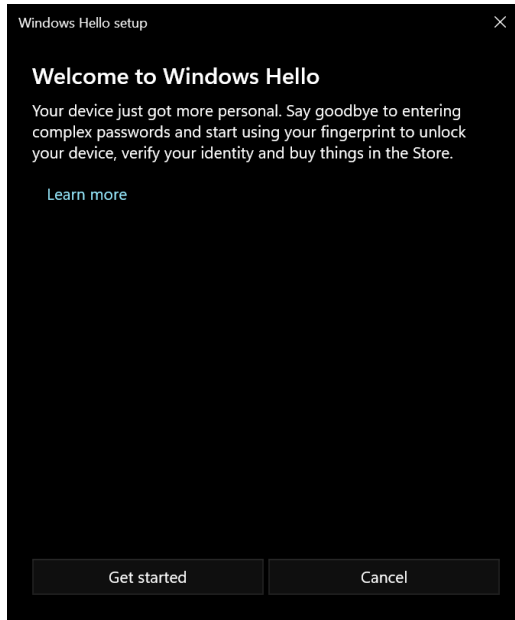 Windows Hello setup
Welcome to Windows Hello
Your device just got more personal. Say goodbye to entering
complex passwords and start using your fingerprint to unlock
your device, verify your identity and buy things in the Store.
Learn more
Get started
Cancel